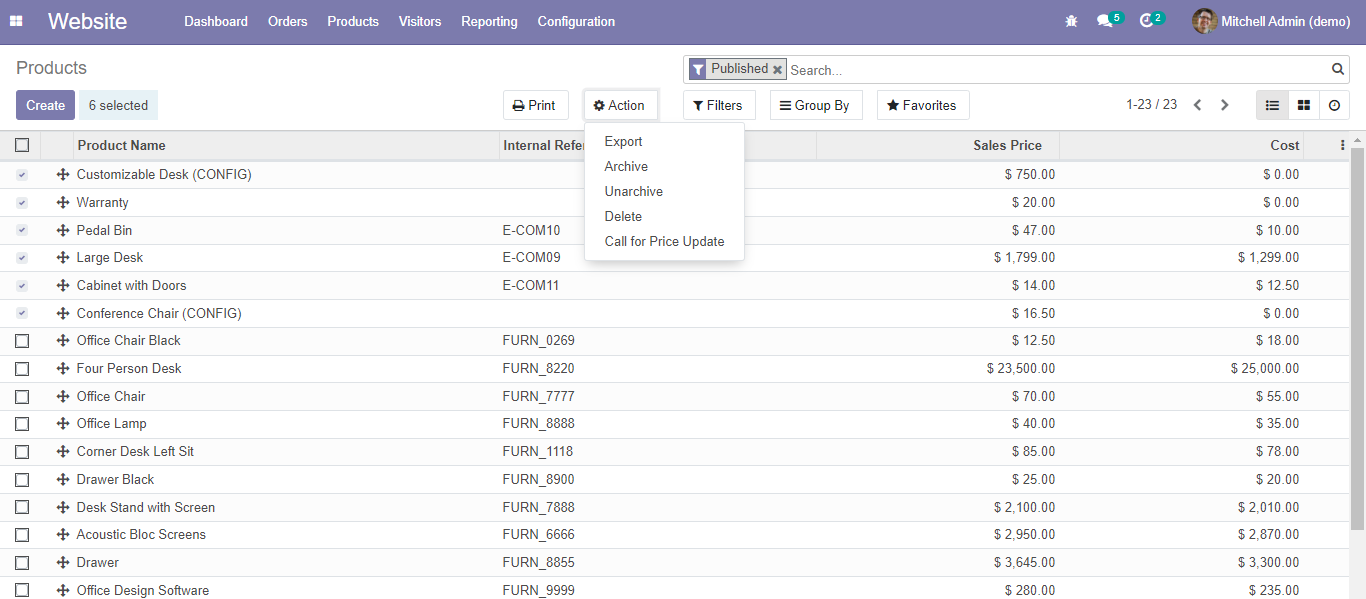 Website Dashboard Orders Products Visitors Reporting Configuration 5 2 Mitchell Admin (demo)
Products Published Search...
Create 6 selected Print Action Filters Group By Favorites 1-23 / 23
Export
Archive
Unarchive
Delete
Call for Price Update
Product Name Internal Refe Sales Price Cost
Customizable Desk (CONFIG) $ 750.00 $ 0.00
Warranty $ 20.00 $ 0.00
Pedal Bin E-COM10 $ 47.00 $ 10.00
Large Desk E-COM09 $ 1,799.00 $ 1,299.00
Cabinet with Doors E-COM11 $ 14.00 $ 12.50
Conference Chair (CONFIG) $ 16.50 $ 0.00
Office Chair Black FURN_0269 $ 12.50 $ 18.00
Four Person Desk FURN_8220 $ 23,500.00 $ 25,000.00
Office Chair FURN_7777 $ 70.00 $ 55.00
Office Lamp FURN_8888 $ 40.00 $ 35.00
Corner Desk Left Sit FURN_1118 $ 85.00 $ 78.00
Drawer Black FURN_8900 $ 25.00 $ 20.00
Desk Stand with Screen FURN_7888 $ 2,100.00 $ 2,010.00
Acoustic Bloc Screens FURN_6666 $ 2,950.00 $ 2,870.00
Drawer FURN_8855 $ 3,645.00 $ 3,300.00
Office Design Software FURN_9999 $ 280.00 $ 235.00